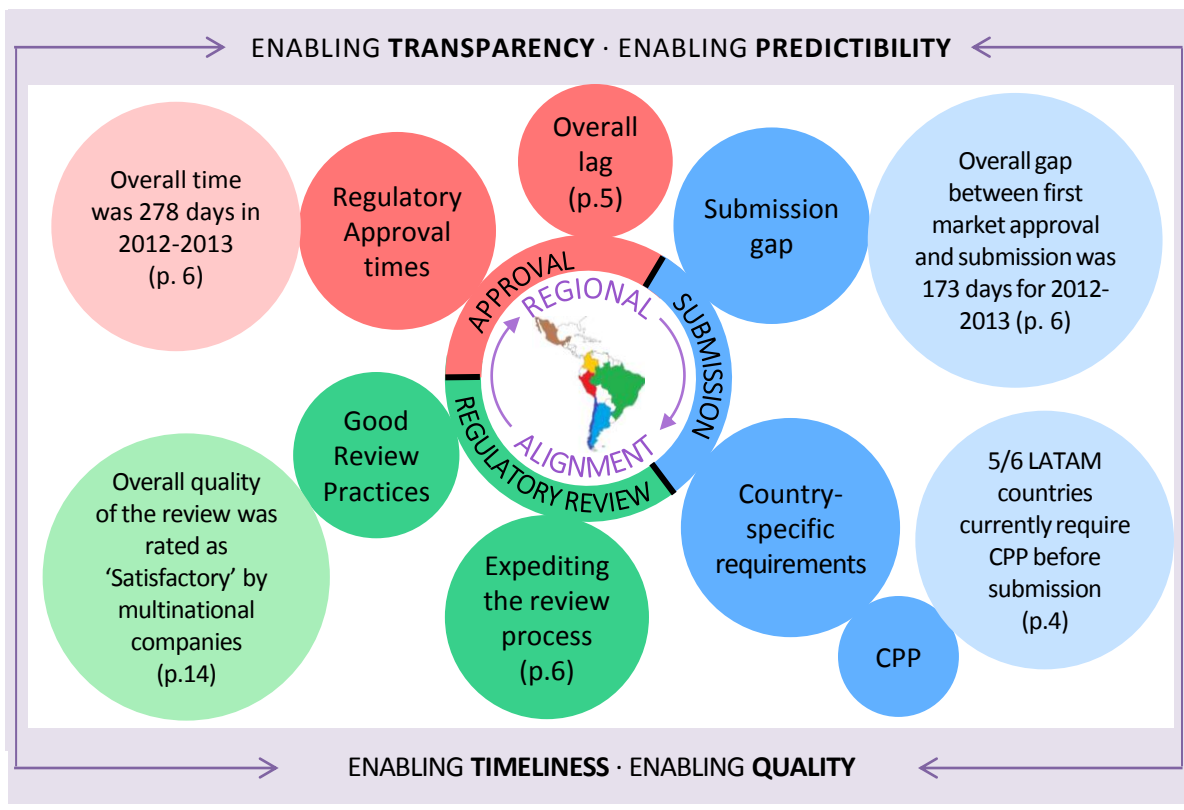 ENABLING TRANSPARENCY · ENABLING PREDICTIBILITY
Overall time
was 278 days in
2012-2013
(p. 6)
Regulatory
Approval
times
Overall
lag
(p.5)
Submission
gap
Overall gap
between first
market approval
and submission was
173 days for 2012-
2013 (p. 6)
APPROVAL
SUBMISSION
REGULATORY REVIEW
REGIONAL
ALIGNMENT
Good
Review
Practices
Overall quality
of the review was
rated as
‘Satisfactory’ by
multinational
companies
(p.14)
Expediting
the review
process
(p.6)
Country-
specific
requirements
CPP
5/6 LATAM
countries
currently require
CPP before
submission
(p.4)
ENABLING TIMELINESS · ENABLING QUALITY